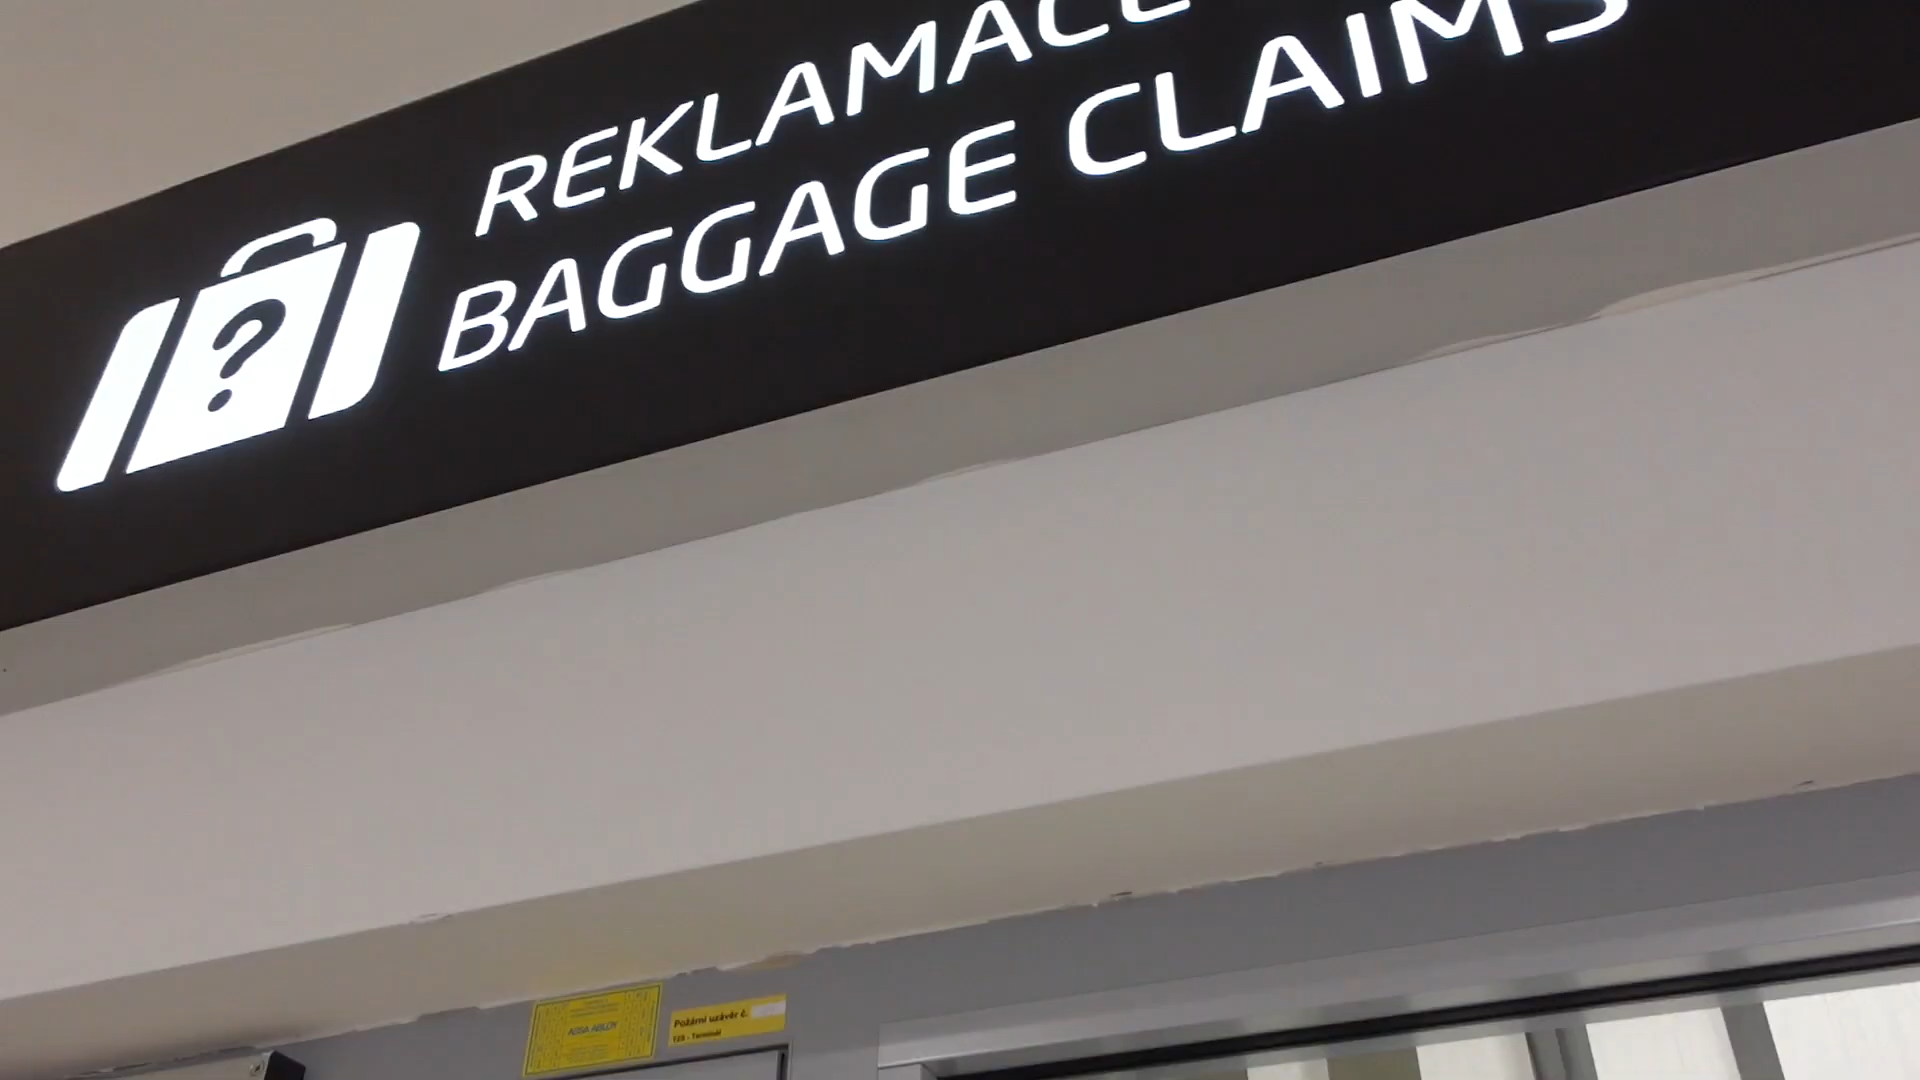 REKLAMACE
BAGGAGE CLAIMS
?
ASSA ABLOY
Požární uzávěr č.